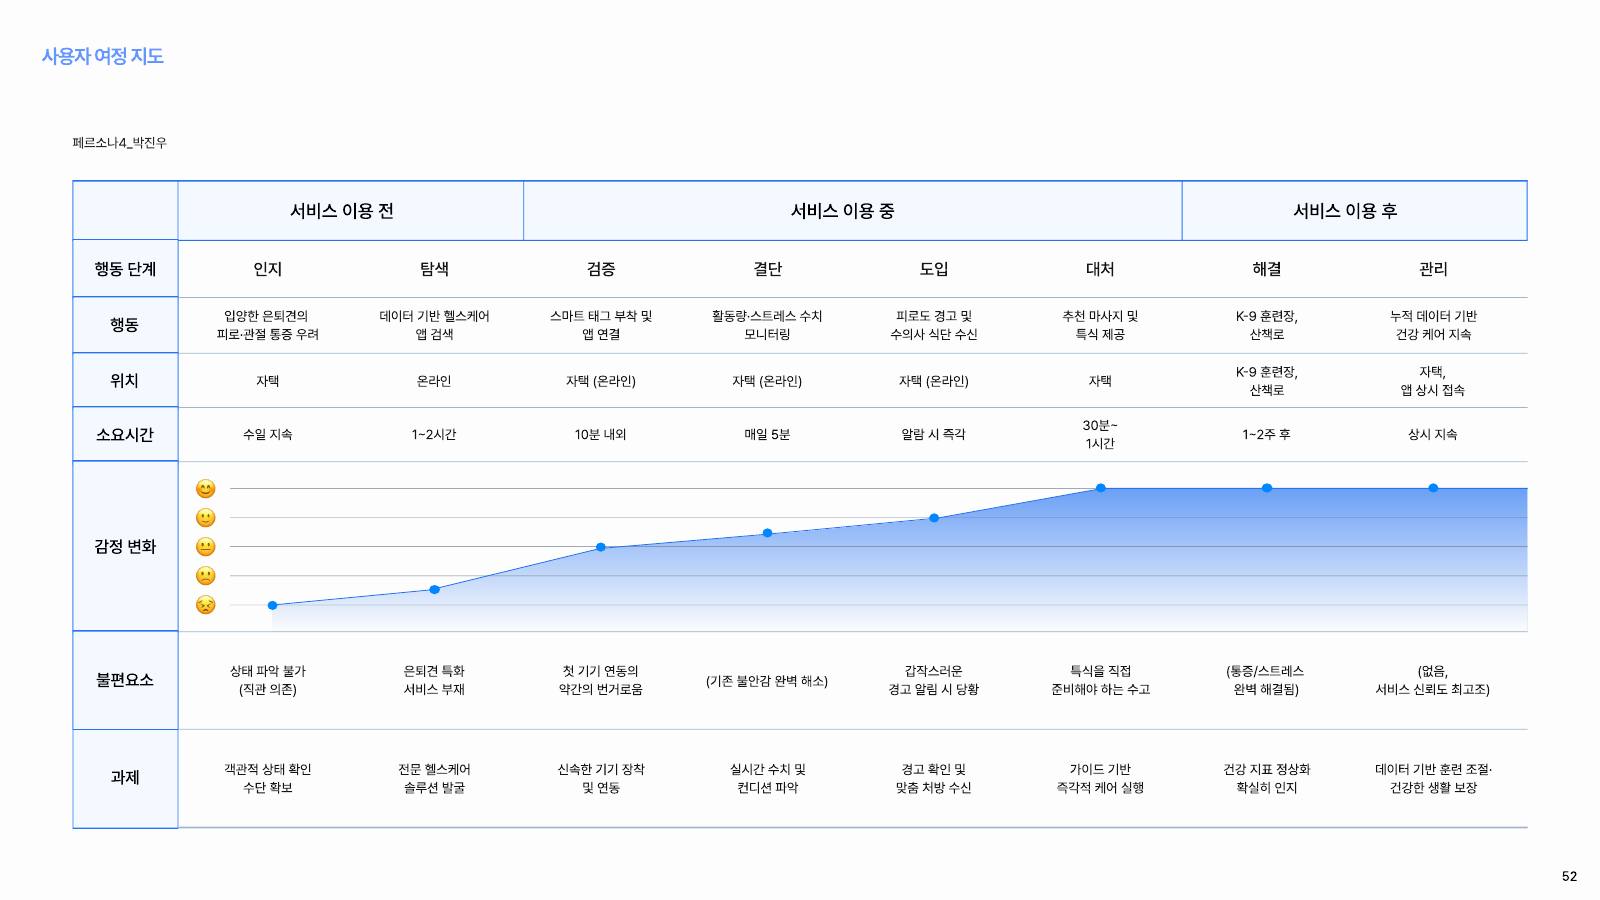 사용자 여정 지도
페르소나4_박진우
서비스 이용 전
서비스 이용 중
서비스 이용 후
행동 단계
인지
탐색
검증
결단
도입
대처
해결
관리
행동
입양한 은퇴견의
피로·관절 통증 우려
데이터 기반 헬스케어
앱 검색
스마트 태그 부착 및
앱 연결
활동량·스트레스 수치
모니터링
피로도 경고 및
수의사 식단 수신
추천 마사지 및
특식 제공
K-9 훈련장,
산책로
누적 데이터 기반
건강 케어 지속
위치
자택
온라인
자택 (온라인)
자택 (온라인)
자택 (온라인)
자택
K-9 훈련장,
산책로
자택,
앱 상시 접속
소요시간
수일 지속
1~2시간
10분 내외
매일 5분
알람 시 즉각
30분~
1시간
1~2주 후
상시 지속
감정 변화
불편요소
상태 파악 불가
(직관 의존)
은퇴견 특화
서비스 부재
첫 기기 연동의
약간의 번거로움
(기존 불안감 완벽 해소)
갑작스러운
경고 알림 시 당황
특식을 직접
준비해야 하는 수고
(통증/스트레스
완벽 해결됨)
(없음,
서비스 신뢰도 최고조)
과제
객관적 상태 확인
수단 확보
전문 헬스케어
솔루션 발굴
신속한 기기 장착
및 연동
실시간 수치 및
컨디션 파악
경고 확인 및
맞춤 처방 수신
가이드 기반
즉각적 케어 실행
건강 지표 정상화
확실히 인지
데이터 기반 훈련 조절·
건강한 생활 보장
52